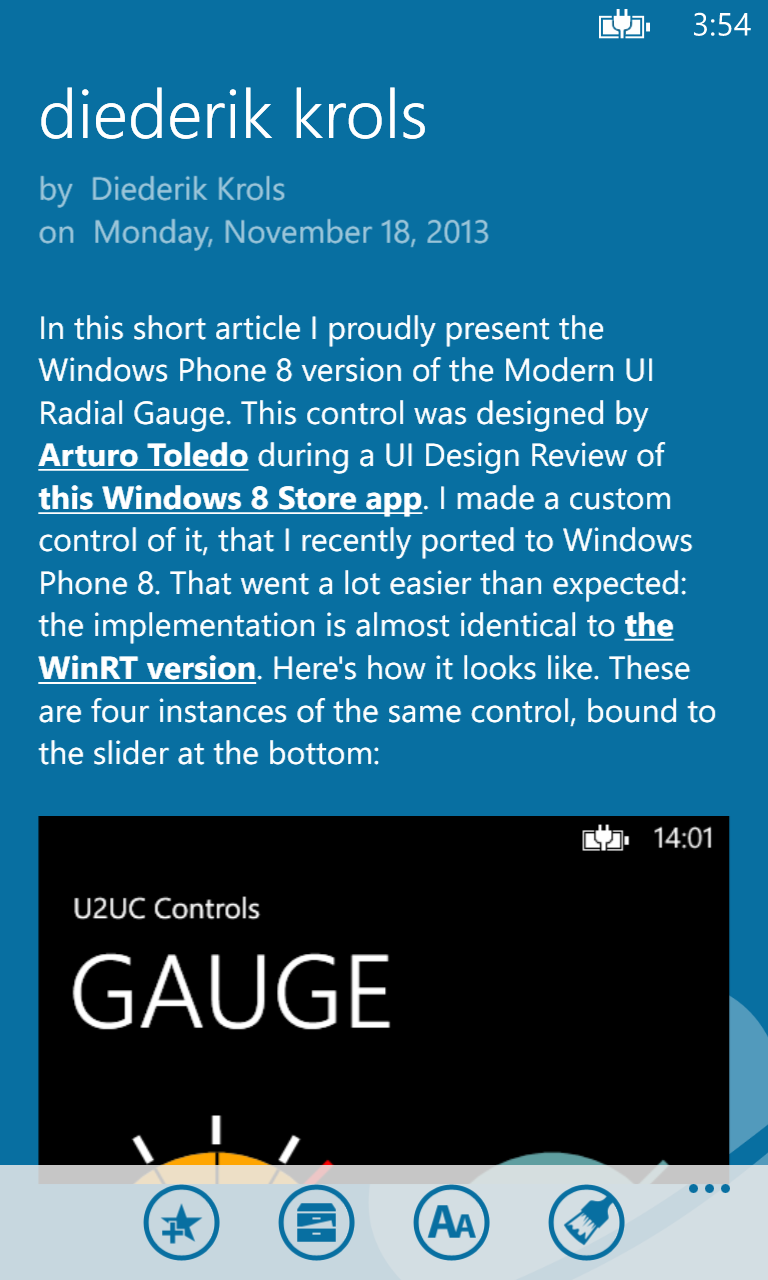 3:54
diederik krols
by Diederik Krols
on Monday, November 18, 2013
In this short article I proudly present the
Windows Phone 8 version of the Modern UI
Radial Gauge. This control was designed by
Arturo Toledo during a UI Design Review of
this Windows 8 Store app. I made a custom
control of it, that I recently ported to Windows
Phone 8. That went a lot easier than expected:
the implementation is almost identical to the
WinRT version. Here's how it looks like. These
are four instances of the same control, bound to
the slider at the bottom:
14:01
U2UC Controls
GAUGE
AA